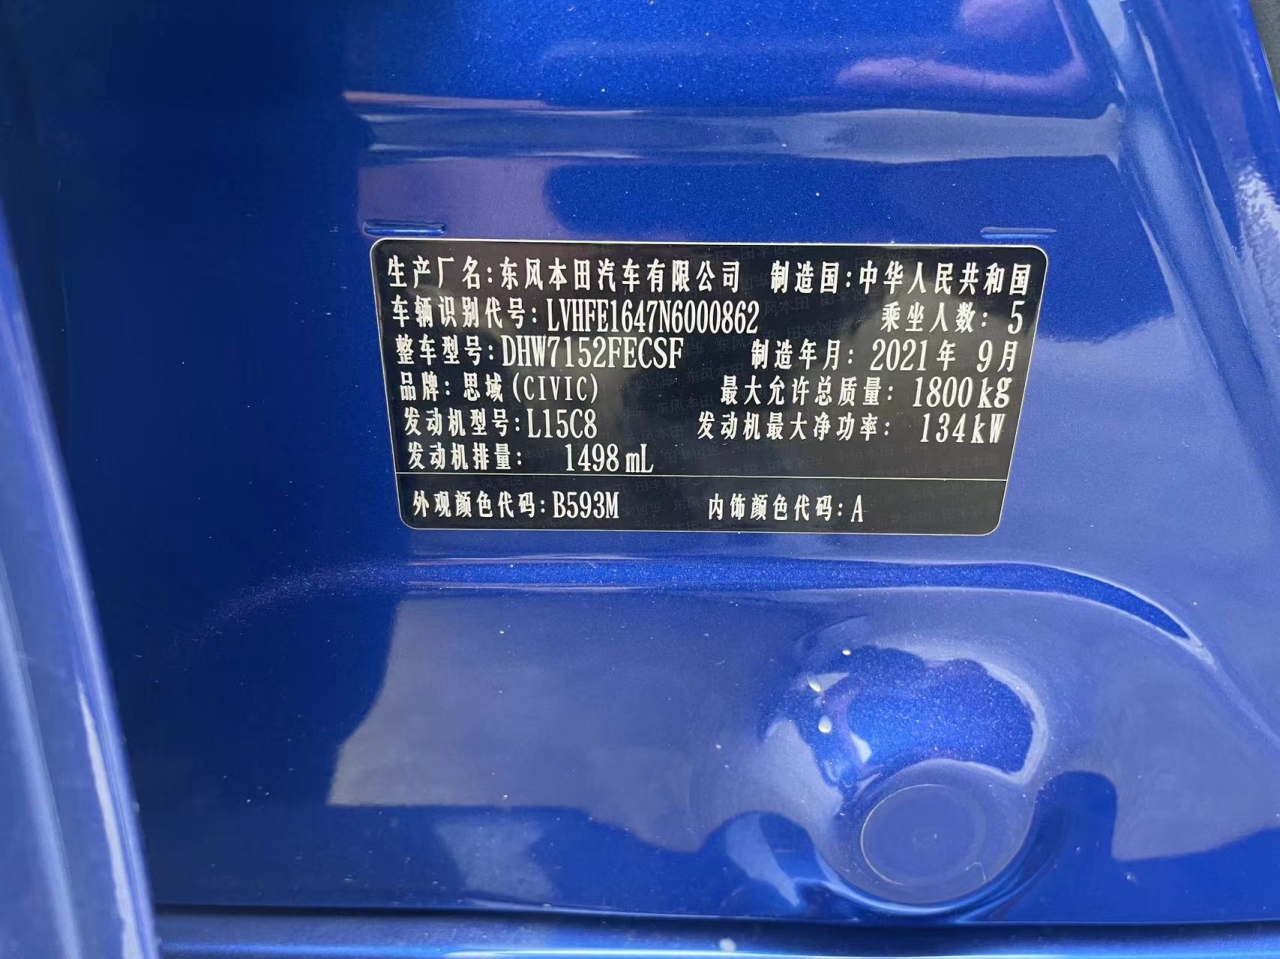 生产厂名:东风本田汽车有限公司 制造国:中华人民共和国
车辆识别代号:LVHFE1647N6000862 乘坐人数: 5
整车型号:DHW7152FECSF 制造年月: 2021年 9月
品牌: 思域(CIVIC) 最大允许总质量: 1800kg
发动机型号:L15C8 发动机最大净功率: 134kW
发动机排量: 1498mL
外观颜色代码:B593M 内饰颜色代码:A